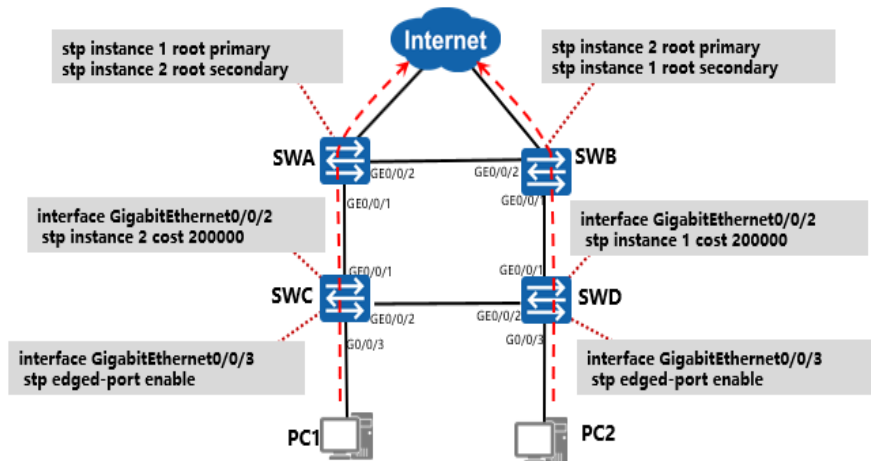 Internet
stp instance 1 root primary
stp instance 2 root secondary
stp instance 2 root primary
stp instance 1 root secondary
SWA
SWB
GE0/0/2
GE0/0/2
GE0/0/1
GE0/0/1
interface GigabitEthernet0/0/2
stp instance 2 cost 200000
interface GigabitEthernet0/0/2
stp instance 1 cost 200000
GE0/0/1
GE0/0/1
SWC
SWD
GE0/0/2
GE0/0/2
G0/0/3
G0/0/3
interface GigabitEthernet0/0/3
stp edged-port enable
interface GigabitEthernet0/0/3
stp edged-port enable
PC1
PC2